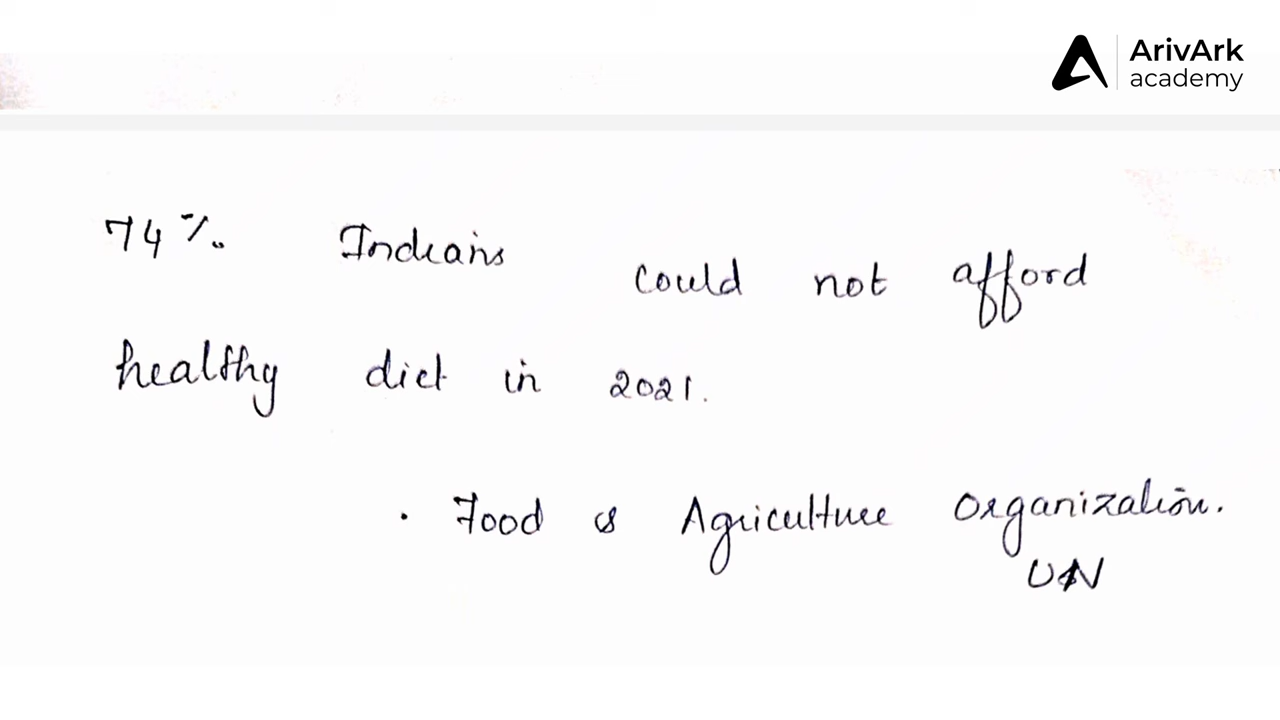 ArivArk
academy
74% Indians could not afford
healthy diet in 2021.
. Food & Agriculture Organization.
UN